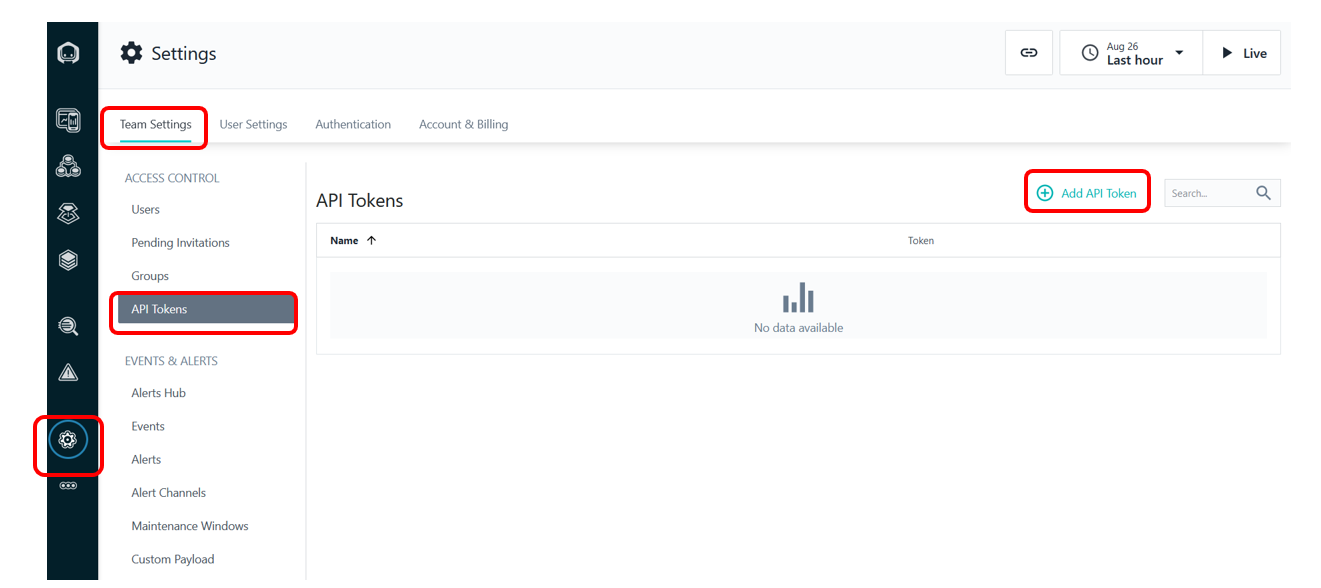 Settings
Aug 26
Last hour
Live
Team Settings
User Settings
Authentication
Account & Billing
ACCESS CONTROL
Users
Pending Invitations
Groups
API Tokens
EVENTS & ALERTS
Alerts Hub
Events
Alerts
Alert Channels
Maintenance Windows
Custom Payload
API Tokens
Add API Token
Search...
Name
Token
No data available